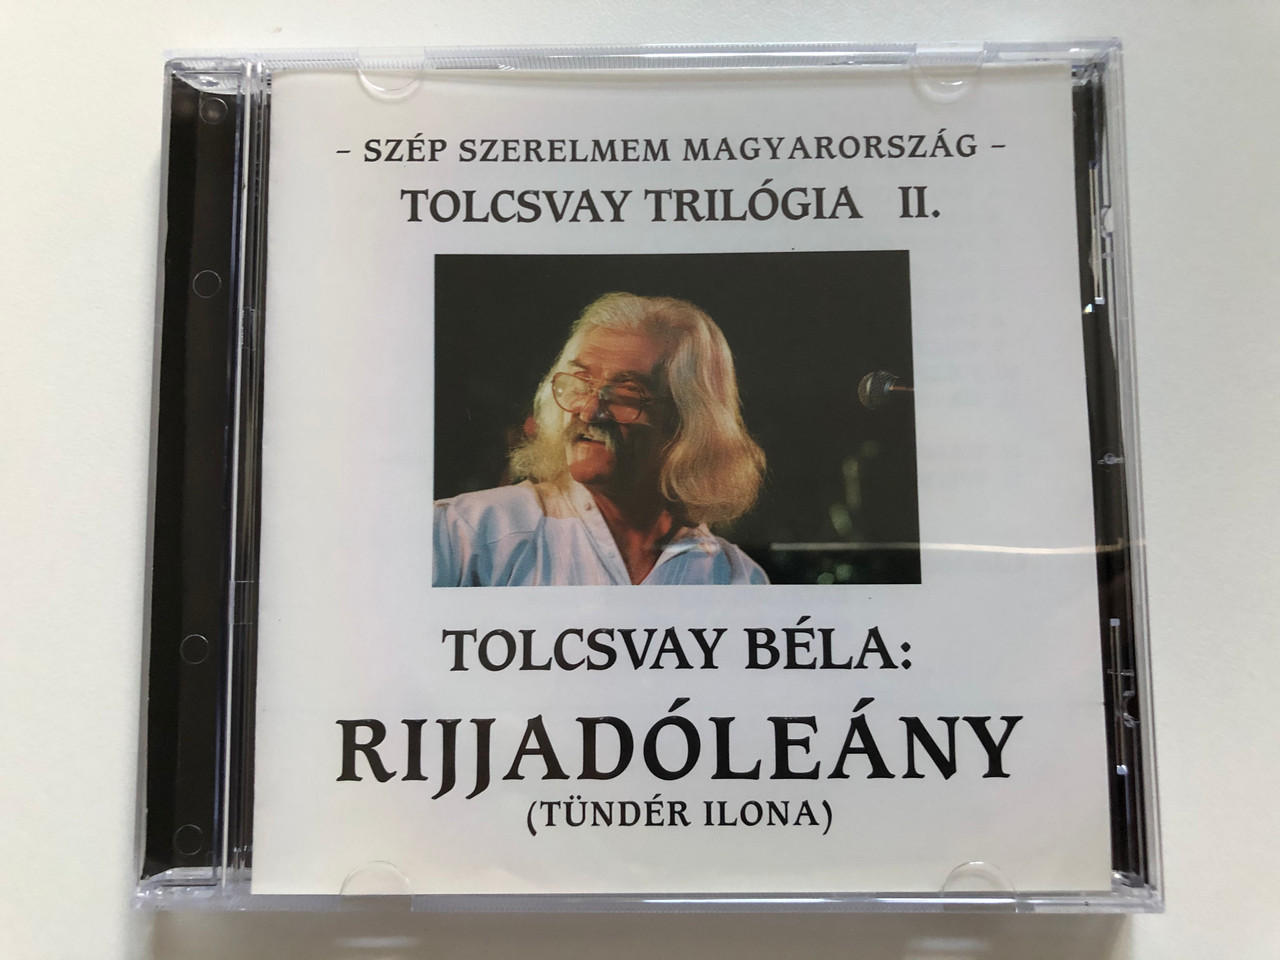 - SZÉP SZERELMEM MAGYARORSZÁG -
TOLCSVAY TRILÓGIA II.
TOLCSVAY BÉLA:
RIJJADÓLEÁNY
(TÜNDÉR ILONA)